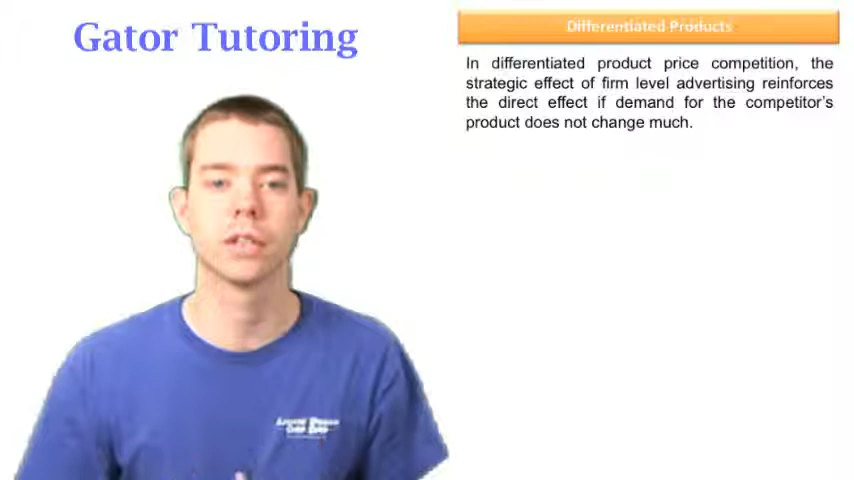 Gator Tutoring
Differentiated Products
In differentiated product price competition, the
strategic effect of firm level advertising reinforces
the direct effect if demand for the competitor's
product does not change much.